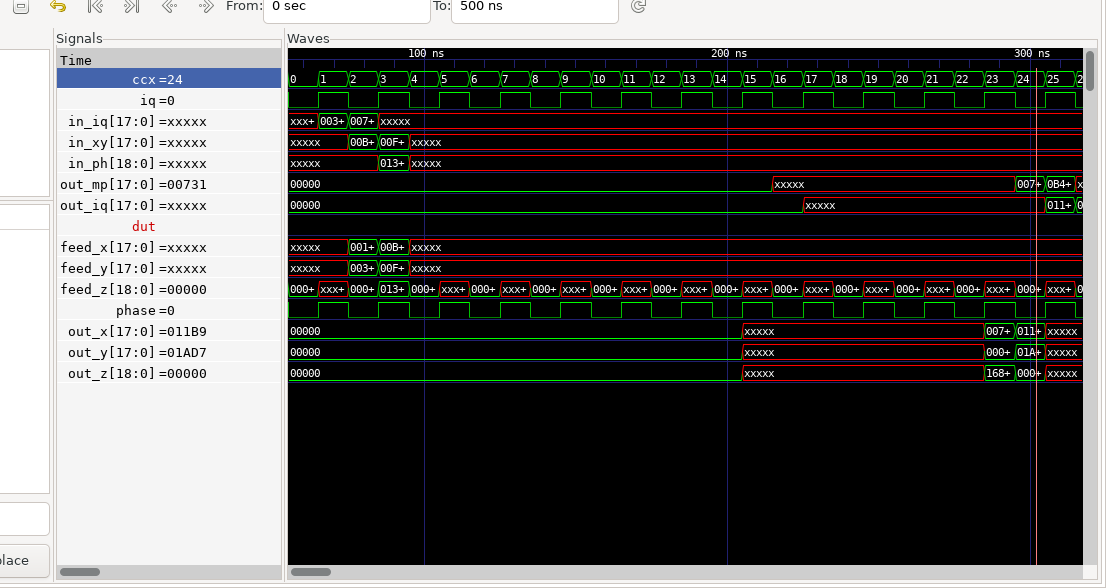 From: 0 sec To: 500 ns
Signals Waves
Time 100 ns 200 ns 300 ns
ccx =24 0 1 2 3 4 5 6 7 8 9 10 11 12 13 14 15 16 17 18 19 20 21 22 23 24 25 2
iq =0
in_iq[17:0] =xxxxx xxx+ 003+ 007+ xxxxx
in_xy[17:0] =xxxxx xxxxx 00B+ 00F+ xxxxx
in_ph[18:0] =xxxxx xxxxx 013+ xxxxx
out_mp[17:0] =00731 00000 xxxxx 007+ 0B4+ x
out_iq[17:0] =xxxxx 00000 xxxxx 011+ 0
dut
feed_x[17:0] =xxxxx xxxxx 001+ 00B+ xxxxx
feed_y[17:0] =xxxxx xxxxx 003+ 00F+ xxxxx
feed_z[18:0] =00000 000+ xxx+ 000+ 013+ 000+ xxx+ 000+ xxx+ 000+ xxx+ 000+ xxx+ 000+ xxx+ 000+ xxx+ 000+ xxx+ 000+ xxx+ 000+ xxx+ 000+ xxx+ 000+ xxx+ 0
phase =0
out_x[17:0] =011B9 00000 xxxxx 007+ 011+ xxxxx
out_y[17:0] =01AD7 00000 xxxxx 000+ 01A+ xxxxx
out_z[18:0] =00000 00000 xxxxx 168+ 000+ xxxxx
place